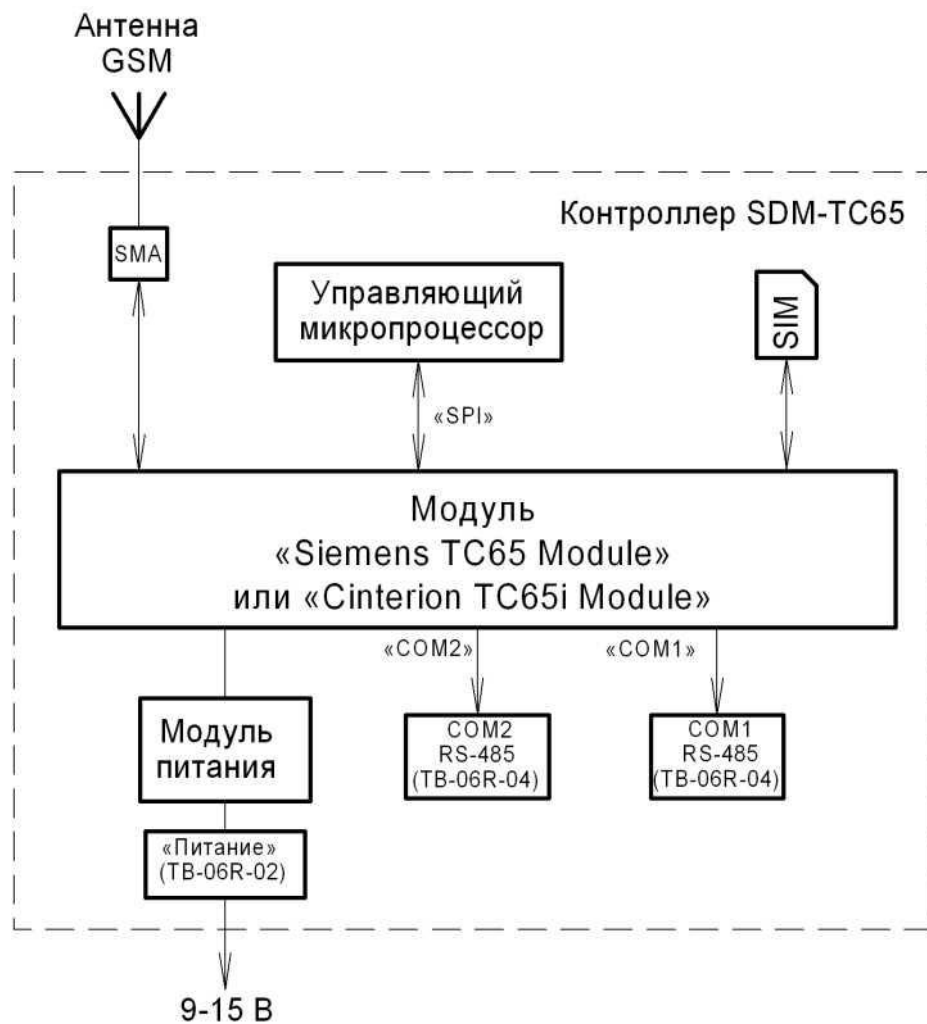 Антенна
GSM
Контроллер SDM-TC65
SMA
Управляющий
микропроцессор
SIM
«SPI»
Модуль
«Siemens TC65 Module»
или «Cinterion TC65i Module»
«COM2»
«COM1»
Модуль
питания
COM2
RS-485
(TB-06R-04)
COM1
RS-485
(TB-06R-04)
«Питание»
(TB-06R-02)
9-15 В